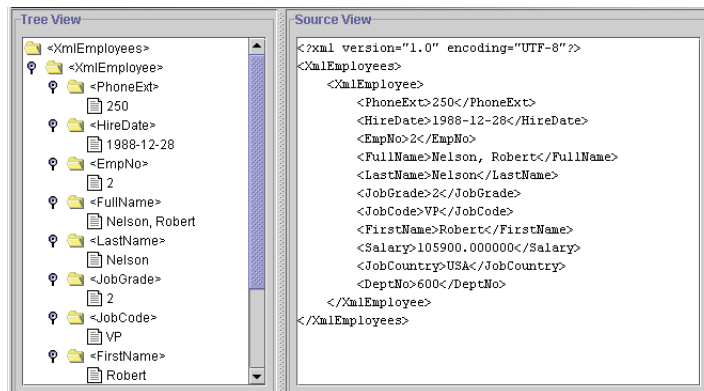 Tree View
<XmlEmployees>
<XmlEmployee>
<PhoneExt>
250
<HireDate>
1988-12-28
<EmpNo>
2
<FullName>
Nelson, Robert
<LastName>
Nelson
<JobGrade>
2
<JobCode>
VP
<FirstName>
Robert
Source View
<?xml version="1.0" encoding="UTF-8"?>
<XmlEmployees>
<XmlEmployee>
<PhoneExt>250</PhoneExt>
<HireDate>1988-12-28</HireDate>
<EmpNo>2</EmpNo>
<FullName>Nelson, Robert</FullName>
<LastName>Nelson</LastName>
<JobGrade>2</JobGrade>
<JobCode>VP</JobCode>
<FirstName>Robert</FirstName>
<Salary>105900.000000</Salary>
<JobCountry>USA</JobCountry>
<DeptNo>600</DeptNo>
</XmlEmployee>
</XmlEmployees>